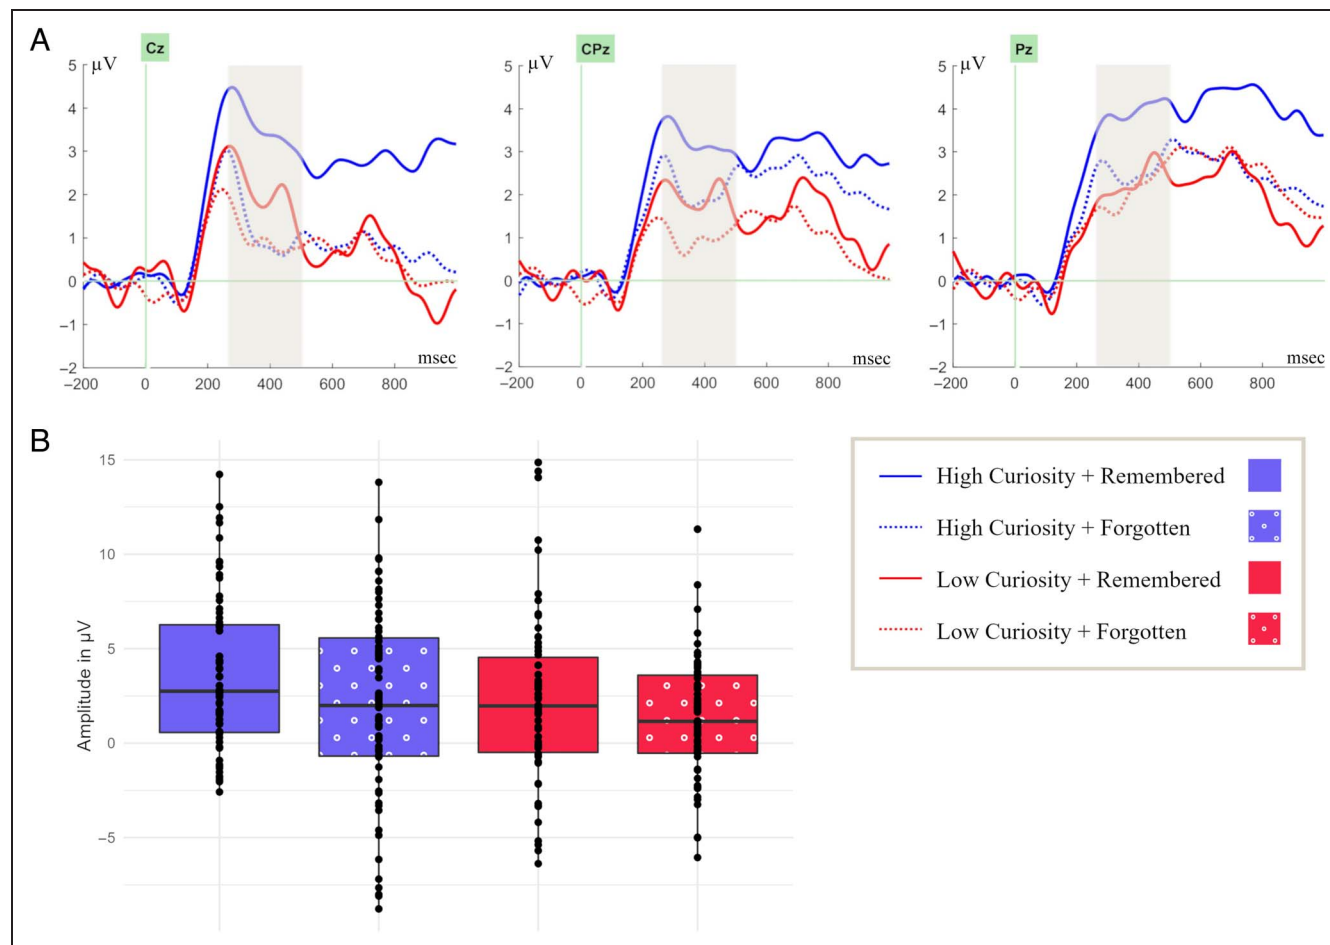 A
Cz
CPz
Pz
5 μV
4
3
2
1
0
−1
−2
msec
−200 0 200 400 600 800
5 μV
4
3
2
1
0
−1
−2
msec
−200 0 200 400 600 800
5 μV
4
3
2
1
0
−1
−2
msec
−200 0 200 400 600 800
B
Amplitude in μV
15
10
5
0
−5
High Curiosity + Remembered
High Curiosity + Forgotten
Low Curiosity + Remembered
Low Curiosity + Forgotten